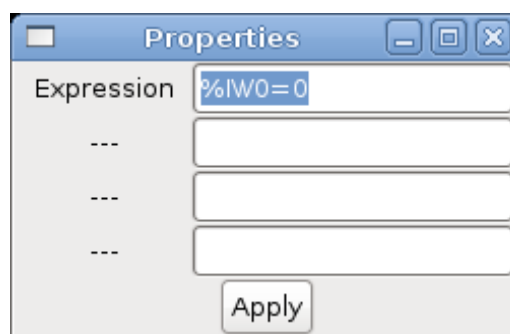 Properties
Expression %IW0=0
---
---
---
Apply